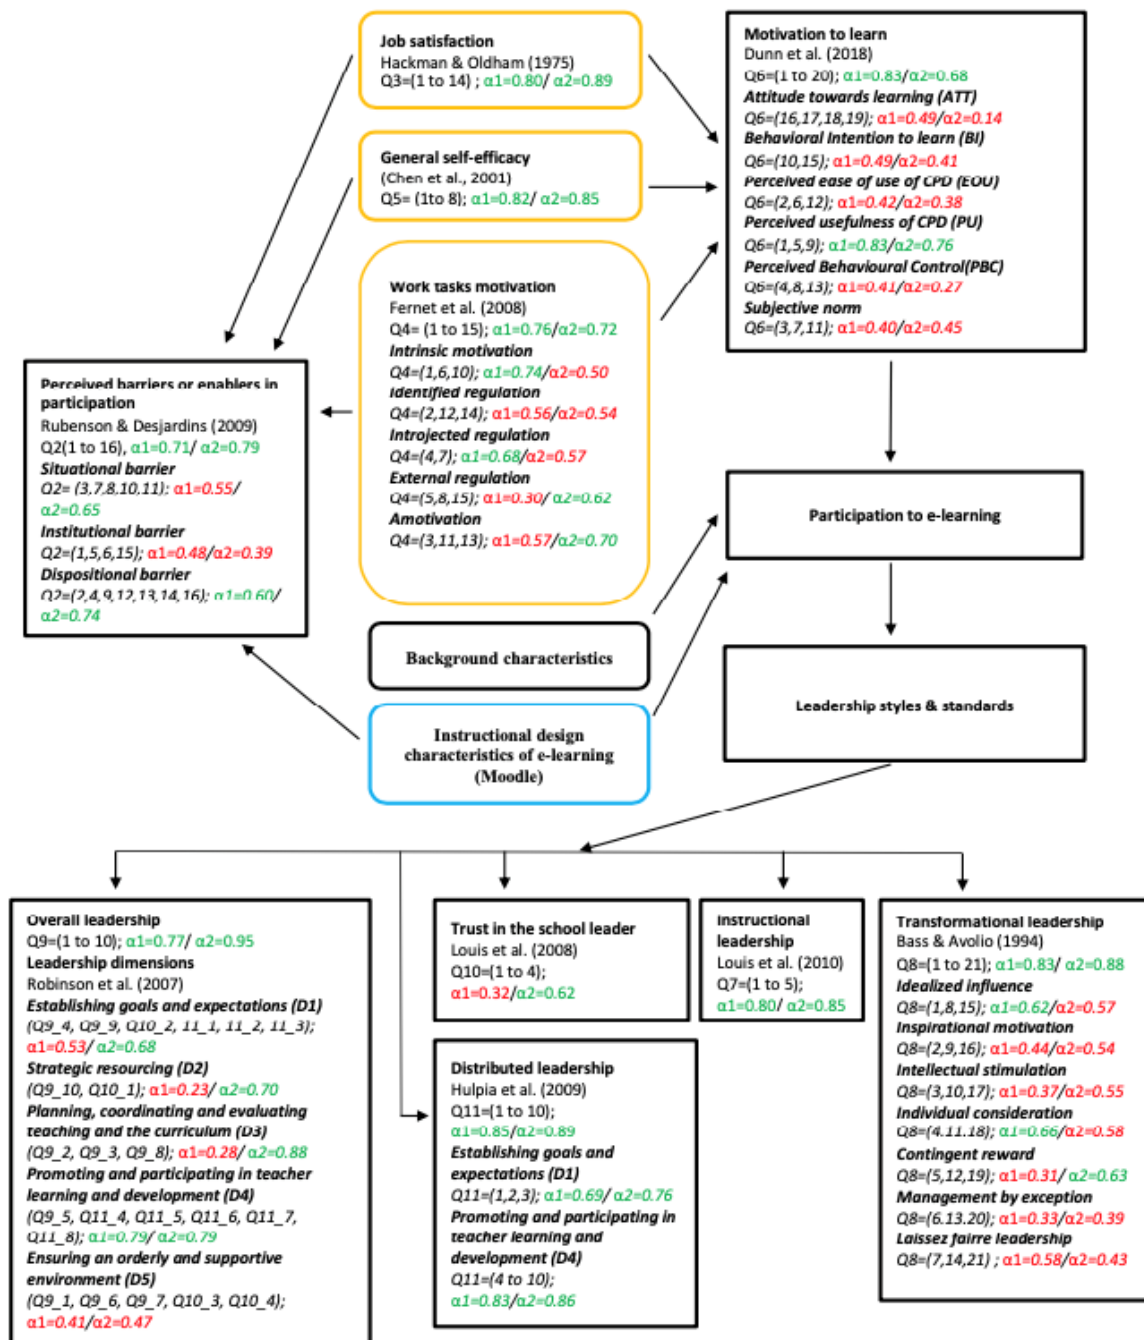 Job satisfaction
Hackman & Oldham (1975)
Q3=(1 to 14) ; α1=0.80/ α2=0.89
General self-efficacy
(Chen et al., 2001)
Q5= (1to 8); α1=0.82/ α2=0.85
Work tasks motivation
Fernet et al. (2008)
Q4= (1 to 15); α1=0.76/α2=0.72
Intrinsic motivation
Q4=(1,6,10); α1=0.74/α2=0.50
Identified regulation
Q4=(2,12,14); α1=0.56/α2=0.54
Introjected regulation
Q4=(4,7); α1=0.68/α2=0.57
External regulation
Q4=(5,8,15); α1=0.30/ α2=0.62
Amotivation
Q4=(3,11,13); α1=0.57/α2=0.70
Motivation to learn
Dunn et al. (2018)
Q6=(1 to 20); α1=0.83/α2=0.68
Attitude towards learning (ATT)
Q6=(16,17,18,19); α1=0.49/α2=0.14
Behavioral Intention to learn (BI)
Q6=(10,15); α1=0.49/α2=0.41
Perceived ease of use of CPD (EOU)
Q6=(2,6,12); α1=0.42/α2=0.38
Perceived usefulness of CPD (PU)
Q6=(1,5,9); α1=0.83/α2=0.76
Perceived Behavioural Control(PBC)
Q6=(4,8,13); α1=0.41/α2=0.27
Subjective norm
Q6=(3,7,11); α1=0.40/α2=0.45
Perceived barriers or enablers in
participation
Rubenson & Desjardins (2009)
Q2(1 to 16), α1=0.71/ α2=0.79
Situational barrier
Q2= (3,7,8,10,11): α1=0.55/
α2=0.65
Institutional barrier
Q2=(1,5,6,15); α1=0.48/α2=0.39
Dispositional barrier
Q2=(2,4,9,12,13,14,16); α1=0.60/
α2=0.74
Background characteristics
Instructional design
characteristics of e-learning
(Moodle)
Participation to e-learning
Leadership styles & standards
Overall leadership
Q9=(1 to 10); α1=0.77/ α2=0.95
Leadership dimensions
Robinson et al. (2007)
Establishing goals and expectations (D1)
(Q9_4, Q9_9, Q10_2, 11_1, 11_2, 11_3);
α1=0.53/ α2=0.68
Strategic resourcing (D2)
(Q9_10, Q10_1); α1=0.23/ α2=0.70
Planning, coordinating and evaluating
teaching and the curriculum (D3)
(Q9_2, Q9_3, Q9_8); α1=0.28/ α2=0.88
Promoting and participating in teacher
learning and development (D4)
(Q9_5, Q11_4, Q11_5, Q11_6, Q11_7,
Q11_8); α1=0.79/ α2=0.79
Ensuring an orderly and supportive
environment (D5)
(Q9_1, Q9_6, Q9_7, Q10_3, Q10_4);
α1=0.41/α2=0.47
Trust in the school leader
Louis et al. (2008)
Q10=(1 to 4);
α1=0.32/α2=0.62
Distributed leadership
Hulpia et al. (2009)
Q11=(1 to 10);
α1=0.85/α2=0.89
Establishing goals and
expectations (D1)
Q11=(1,2,3); α1=0.69/ α2=0.76
Promoting and participating in
teacher learning and
development (D4)
Q11=(4 to 10);
α1=0.83/α2=0.86
Instructional
leadership
Louis et al. (2010)
Q7=(1 to 5);
α1=0.80/ α2=0.85
Transformational leadership
Bass & Avolio (1994)
Q8=(1 to 21); α1=0.83/ α2=0.88
Idealized influence
Q8=(1,8,15); α1=0.62/α2=0.57
Inspirational motivation
Q8=(2,9,16); α1=0.44/α2=0.54
Intellectual stimulation
Q8=(3,10,17); α1=0.37/α2=0.55
Individual consideration
Q8=(4.11.18); α1=0.66/α2=0.58
Contingent reward
Q8=(5,12,19); α1=0.31/ α2=0.63
Management by exception
Q8=(6.13.20); α1=0.33/α2=0.39
Laissez fairre leadership
Q8=(7,14,21) ; α1=0.58/α2=0.43